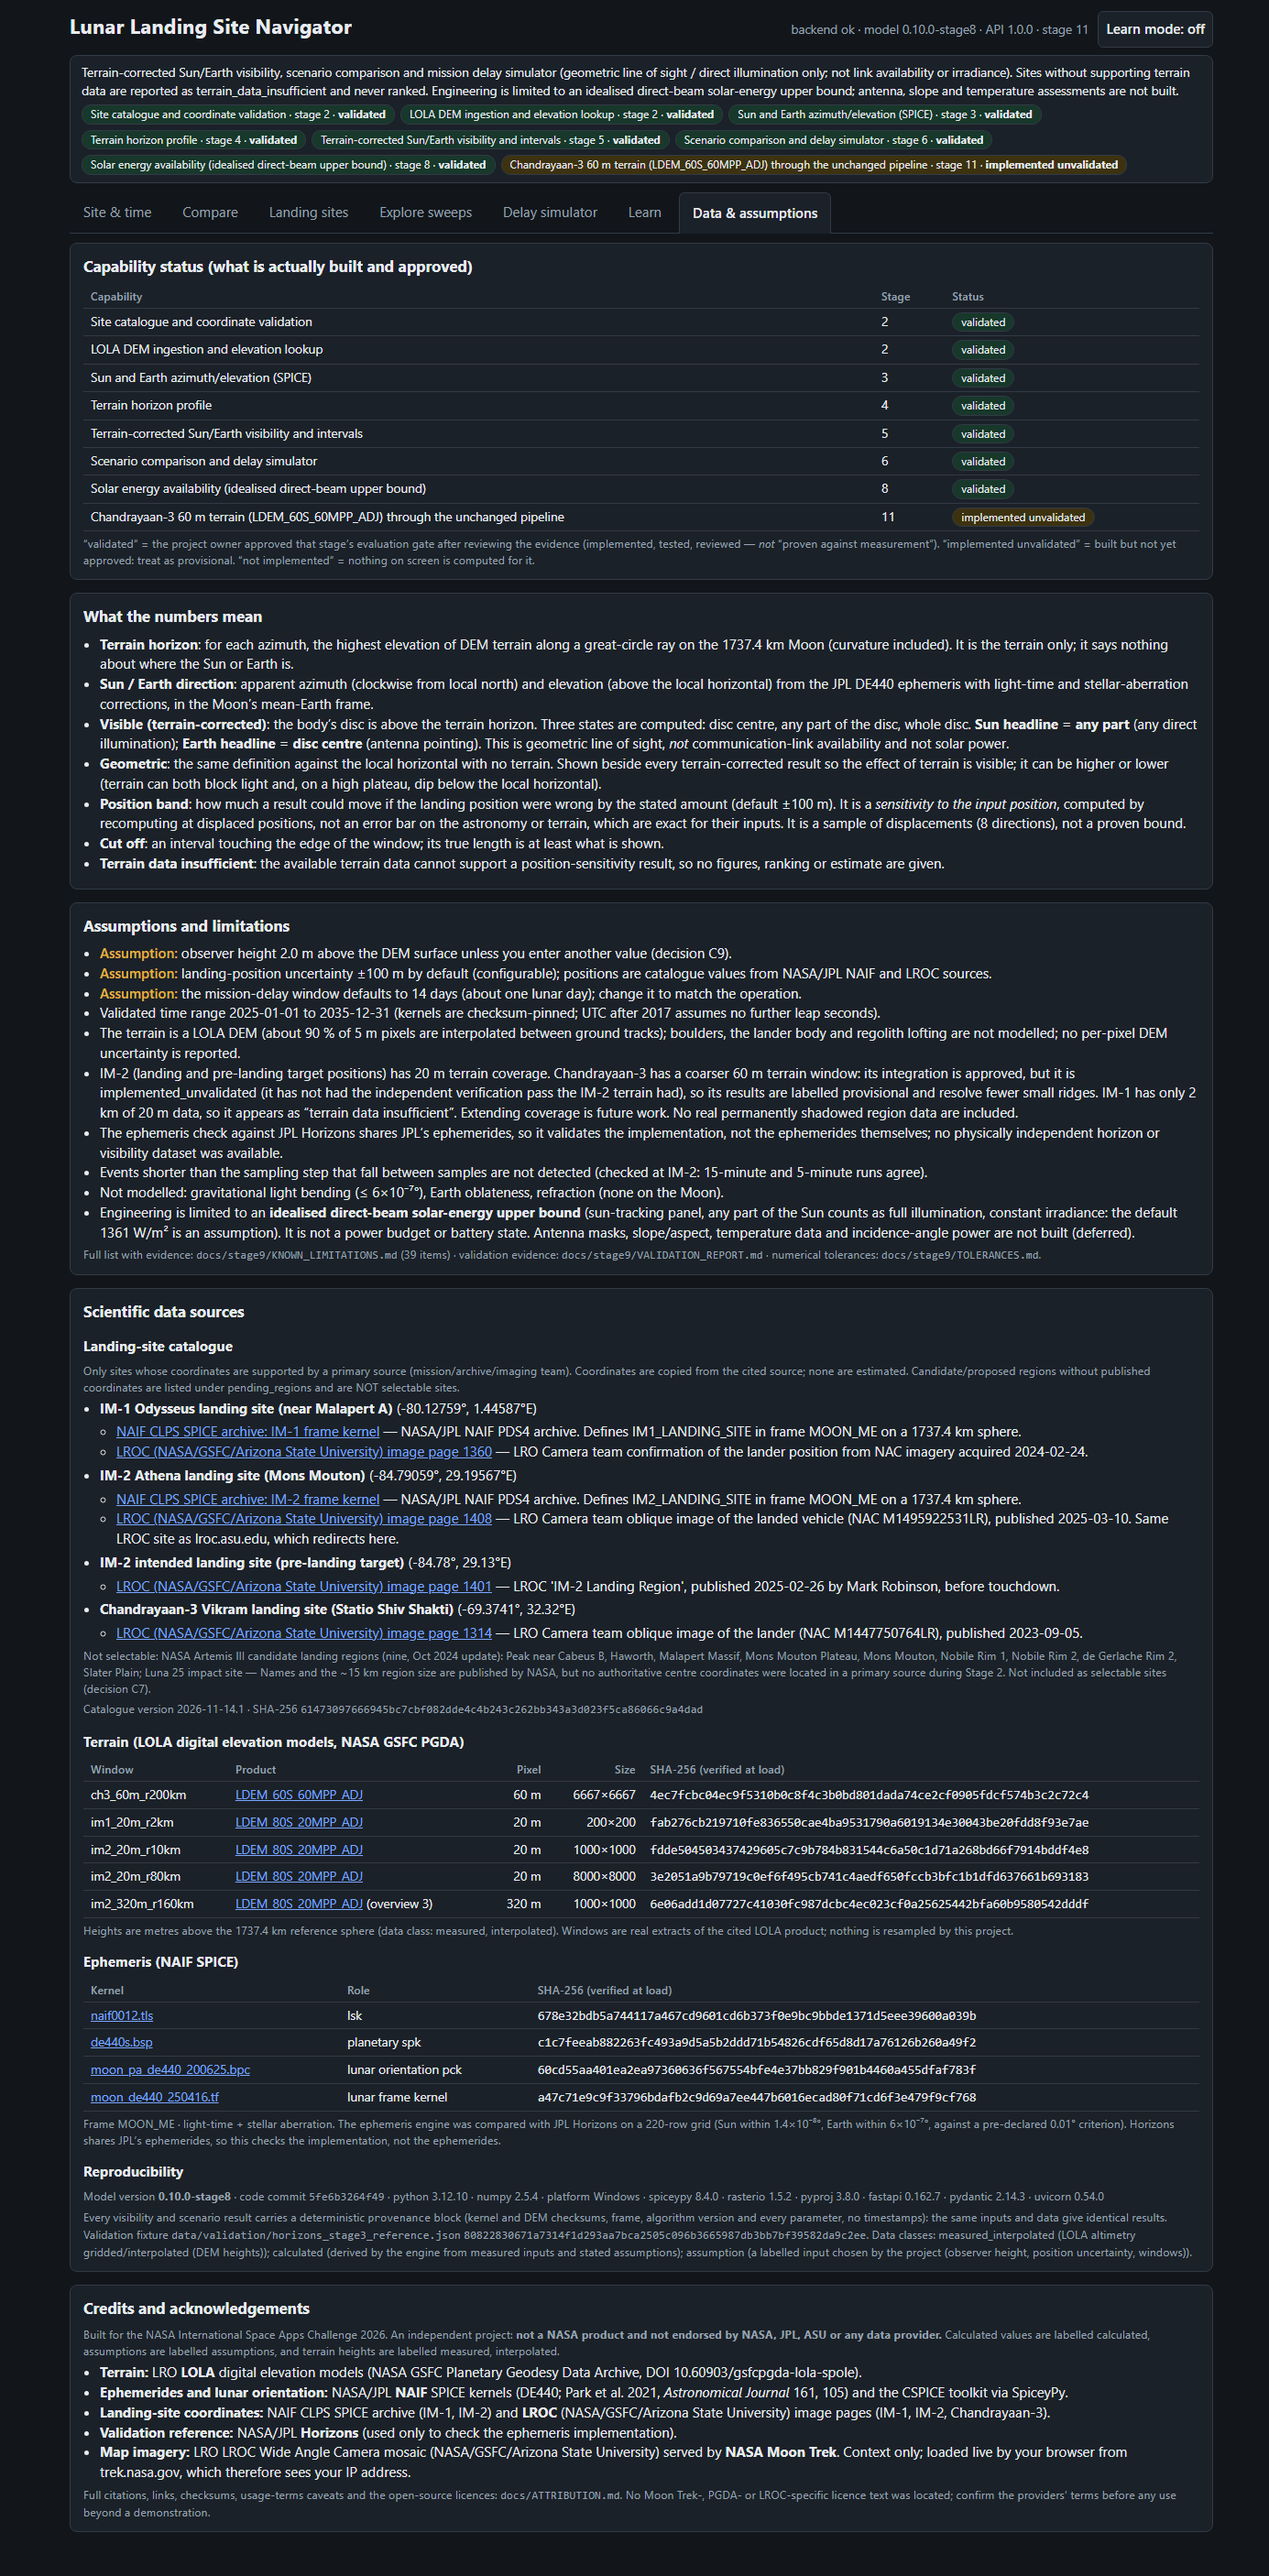 Lunar Landing Site Navigator
backend ok · model 0.10.0-stage8 · API 1.0.0 · stage 11
Learn mode: off
Terrain-corrected Sun/Earth visibility, scenario comparison and mission delay simulator (geometric line of sight / direct illumination only; not link availability or irradiance). Sites without supporting terrain
data are reported as terrain_data_insufficient and never ranked. Engineering is limited to an idealised direct-beam solar-energy upper bound; antenna, slope and temperature assessments are not built.
Site catalogue and coordinate validation · stage 2 · validated
LOLA DEM ingestion and elevation lookup · stage 2 · validated
Sun and Earth azimuth/elevation (SPICE) · stage 3 · validated
Terrain horizon profile · stage 4 · validated
Terrain-corrected Sun/Earth visibility and intervals · stage 5 · validated
Scenario comparison and delay simulator · stage 6 · validated
Solar energy availability (idealised direct-beam upper bound) · stage 8 · validated
Chandrayaan-3 60 m terrain (LDEM_60S_60MPP_ADJ) through the unchanged pipeline · stage 11 · implemented unvalidated
Site & time
Compare
Landing sites
Explore sweeps
Delay simulator
Learn
Data & assumptions
Capability status (what is actually built and approved)
Capability Stage Status
Site catalogue and coordinate validation 2 validated
LOLA DEM ingestion and elevation lookup 2 validated
Sun and Earth azimuth/elevation (SPICE) 3 validated
Terrain horizon profile 4 validated
Terrain-corrected Sun/Earth visibility and intervals 5 validated
Scenario comparison and delay simulator 6 validated
Solar energy availability (idealised direct-beam upper bound) 8 validated
Chandrayaan-3 60 m terrain (LDEM_60S_60MPP_ADJ) through the unchanged pipeline 11 implemented unvalidated
"validated" = the project owner approved that stage's evaluation gate after reviewing the evidence (implemented, tested, reviewed — not "proven against measurement"). "implemented unvalidated" = built but not yet
approved: treat as provisional. "not implemented" = nothing on screen is computed for it.
What the numbers mean
• Terrain horizon: for each azimuth, the highest elevation of DEM terrain along a great-circle ray on the 1737.4 km Moon (curvature included). It is the terrain only; it says nothing
about where the Sun or Earth is.
• Sun / Earth direction: apparent azimuth (clockwise from local north) and elevation (above the local horizontal) from the JPL DE440 ephemeris with light-time and stellar-aberration
corrections, in the Moon's mean-Earth frame.
• Visible (terrain-corrected): the body's disc is above the terrain horizon. Three states are computed: disc centre, any part of the disc, whole disc. Sun headline = any part (any direct
illumination); Earth headline = disc centre (antenna pointing). This is geometric line of sight, not communication-link availability and not solar power.
• Geometric: the same definition against the local horizontal with no terrain. Shown beside every terrain-corrected result so the effect of terrain is visible; it can be higher or lower
(terrain can both block light and, on a high plateau, dip below the local horizontal).
• Position band: how much a result could move if the landing position were wrong by the stated amount (default ±100 m). It is a sensitivity to the input position, computed by
recomputing at displaced positions, not an error bar on the astronomy or terrain, which are exact for their inputs. It is a sample of displacements (8 directions), not a proven bound.
• Cut off: an interval touching the edge of the window; its true length is at least what is shown.
• Terrain data insufficient: the available terrain data cannot support a position-sensitivity result, so no figures, ranking or estimate are given.
Assumptions and limitations
• Assumption: observer height 2.0 m above the DEM surface unless you enter another value (decision C9).
• Assumption: landing-position uncertainty ±100 m by default (configurable); positions are catalogue values from NASA/JPL NAIF and LROC sources.
• Assumption: the mission-delay window defaults to 14 days (about one lunar day); change it to match the operation.
• Validated time range 2025-01-01 to 2035-12-31 (kernels are checksum-pinned; UTC after 2017 assumes no further leap seconds).
• The terrain is a LOLA DEM (about 90 % of 5 m pixels are interpolated between ground tracks); boulders, the lander body and regolith lofting are not modelled; no per-pixel DEM
uncertainty is reported.
• IM-2 (landing and pre-landing target positions) has 20 m terrain coverage. Chandrayaan-3 has a coarser 60 m terrain window: its integration is approved, but it is
implemented_unvalidated (it has not had the independent verification pass the IM-2 terrain had), so its results are labelled provisional and resolve fewer small ridges. IM-1 has only 2
km of 20 m data, so it appears as "terrain data insufficient". Extending coverage is future work. No real permanently shadowed region data are included.
• The ephemeris check against JPL Horizons shares JPL's ephemerides, so it validates the implementation, not the ephemerides themselves; no physically independent horizon or
visibility dataset was available.
• Events shorter than the sampling step that fall between samples are not detected (checked at IM-2: 15-minute and 5-minute runs agree).
• Not modelled: gravitational light bending (≤ 6×10⁻⁷°), Earth oblateness, refraction (none on the Moon).
• Engineering is limited to an idealised direct-beam solar-energy upper bound (sun-tracking panel, any part of the Sun counts as full illumination, constant irradiance: the default
1361 W/m² is an assumption). It is not a power budget or battery state. Antenna masks, slope/aspect, temperature data and incidence-angle power are not built (deferred).
Full list with evidence: docs/stage9/KNOWN_LIMITATIONS.md (39 items) · validation evidence: docs/stage9/VALIDATION_REPORT.md · numerical tolerances: docs/stage9/TOLERANCES.md.
Scientific data sources
Landing-site catalogue
Only sites whose coordinates are supported by a primary source (mission/archive/imaging team). Coordinates are copied from the cited source; none are estimated. Candidate/proposed regions without published
coordinates are listed under pending_regions and are NOT selectable sites.
• IM-1 Odysseus landing site (near Malapert A) (-80.12759°, 1.44587°E)
◦ NAIF CLPS SPICE archive: IM-1 frame kernel — NASA/JPL NAIF PDS4 archive. Defines IM1_LANDING_SITE in frame MOON_ME on a 1737.4 km sphere.
◦ LROC (NASA/GSFC/Arizona State University) image page 1360 — LRO Camera team confirmation of the lander position from NAC imagery acquired 2024-02-24.
• IM-2 Athena landing site (Mons Mouton) (-84.79059°, 29.19567°E)
◦ NAIF CLPS SPICE archive: IM-2 frame kernel — NASA/JPL NAIF PDS4 archive. Defines IM2_LANDING_SITE in frame MOON_ME on a 1737.4 km sphere.
◦ LROC (NASA/GSFC/Arizona State University) image page 1408 — LRO Camera team oblique image of the landed vehicle (NAC M1495922531LR), published 2025-03-10. Same
LROC site as lroc.asu.edu, which redirects here.
• IM-2 intended landing site (pre-landing target) (-84.78°, 29.13°E)
◦ LROC (NASA/GSFC/Arizona State University) image page 1401 — LROC 'IM-2 Landing Region', published 2025-02-26 by Mark Robinson, before touchdown.
• Chandrayaan-3 Vikram landing site (Statio Shiv Shakti) (-69.3741°, 32.32°E)
◦ LROC (NASA/GSFC/Arizona State University) image page 1314 — LRO Camera team oblique image of the lander (NAC M1447750764LR), published 2023-09-05.
Not selectable: NASA Artemis III candidate landing regions (nine, Oct 2024 update): Peak near Cabeus B, Haworth, Malapert Massif, Mons Mouton Plateau, Mons Mouton, Nobile Rim 1, Nobile Rim 2, de Gerlache Rim 2,
Slater Plain; Luna 25 impact site — Names and the ~15 km region size are published by NASA, but no authoritative centre coordinates were located in a primary source during Stage 2. Not included as selectable sites
(decision C7).
Catalogue version 2026-11-14.1 · SHA-256 61473097666945bc7cbf082dde4c4b243c262bb343a3d023f5ca86066c9a4dad
Terrain (LOLA digital elevation models, NASA GSFC PGDA)
Window Product Pixel Size SHA-256 (verified at load)
ch3_60m_r200km LDEM_60S_60MPP_ADJ 60 m 6667×6667 4ec7fcbc04ec9f5310b0c8f4c3b0bd801dada74ce2cf0905fdcf574b3c2c72c4
im1_20m_r2km LDEM_80S_20MPP_ADJ 20 m 200×200 fab276cb219710fe836550cae4ba9531790a6019134e30043be20fdd8f93e7ae
im2_20m_r10km LDEM_80S_20MPP_ADJ 20 m 1000×1000 fdde504503437429605c7c9b784b831544c6a50c1d71a268bd66f7914bddf4e8
im2_20m_r80km LDEM_80S_20MPP_ADJ 20 m 8000×8000 3e2051a9b79719c0ef6f495cb741c4aedf650fccb3bfc1b1dfd637661b693183
im2_320m_r160km LDEM_80S_20MPP_ADJ (overview 3) 320 m 1000×1000 6e06add1d07727c41030fc987dcbc4ec023cf0a25625442bfa60b9580542dddf
Heights are metres above the 1737.4 km reference sphere (data class: measured, interpolated). Windows are real extracts of the cited LOLA product; nothing is resampled by this project.
Ephemeris (NAIF SPICE)
Kernel Role SHA-256 (verified at load)
naif0012.tls lsk 678e32bdb5a744117a467cd9601cd6b373f0e9bc9bbde1371d5eee39600a039b
de440s.bsp planetary spk c1c7feeab882263fc493a9d5a5b2ddd71b54826cdf65d8d17a76126b260a49f2
moon_pa_de440_200625.bpc lunar orientation pck 60cd55aa401ea2ea97360636f567554bfe4e37bb829f901b4460a455dfaf783f
moon_de440_250416.tf lunar frame kernel a47c71e9c9f33796bdafb2c9d69a7ee447b6016ecad80f71cd6f3e479f9cf768
Frame MOON_ME · light-time + stellar aberration. The ephemeris engine was compared with JPL Horizons on a 220-row grid (Sun within 1.4×10⁻⁸°, Earth within 6×10⁻⁷°, against a pre-declared 0.01° criterion). Horizons
shares JPL's ephemerides, so this checks the implementation, not the ephemerides.
Reproducibility
Model version 0.10.0-stage8 · code commit 5fe6b3264f49 · python 3.12.10 · numpy 2.5.4 · platform Windows · spiceypy 8.4.0 · rasterio 1.5.2 · pyproj 3.8.0 · fastapi 0.162.7 · pydantic 2.14.3 · uvicorn 0.54.0
Every visibility and scenario result carries a deterministic provenance block (kernel and DEM checksums, frame, algorithm version and every parameter, no timestamps): the same inputs and data give identical results.
Validation fixture data/validation/horizons_stage3_reference.json 80822830671a7314f1d293aa7bca2505c096b3665987db3bb7bf39582da9c2ee. Data classes: measured_interpolated (LOLA altimetry
gridded/interpolated (DEM heights)); calculated (derived by the engine from measured inputs and stated assumptions); assumption (a labelled input chosen by the project (observer height, position uncertainty, windows)).
Credits and acknowledgements
Built for the NASA International Space Apps Challenge 2026. An independent project: not a NASA product and not endorsed by NASA, JPL, ASU or any data provider. Calculated values are labelled calculated,
assumptions are labelled assumptions, and terrain heights are labelled measured, interpolated.
• Terrain: LRO LOLA digital elevation models (NASA GSFC Planetary Geodesy Data Archive, DOI 10.60903/gsfcpgda-lola-spole).
• Ephemerides and lunar orientation: NASA/JPL NAIF SPICE kernels (DE440; Park et al. 2021, Astronomical Journal 161, 105) and the CSPICE toolkit via SpiceyPy.
• Landing-site coordinates: NAIF CLPS SPICE archive (IM-1, IM-2) and LROC (NASA/GSFC/Arizona State University) image pages (IM-1, IM-2, Chandrayaan-3).
• Validation reference: NASA/JPL Horizons (used only to check the ephemeris implementation).
• Map imagery: LRO LROC Wide Angle Camera mosaic (NASA/GSFC/Arizona State University) served by NASA Moon Trek. Context only; loaded live by your browser from
trek.nasa.gov, which therefore sees your IP address.
Full citations, links, checksums, usage-terms caveats and the open-source licences: docs/ATTRIBUTION.md. No Moon Trek-, PGDA- or LROC-specific licence text was located; confirm the providers' terms before any use
beyond a demonstration.